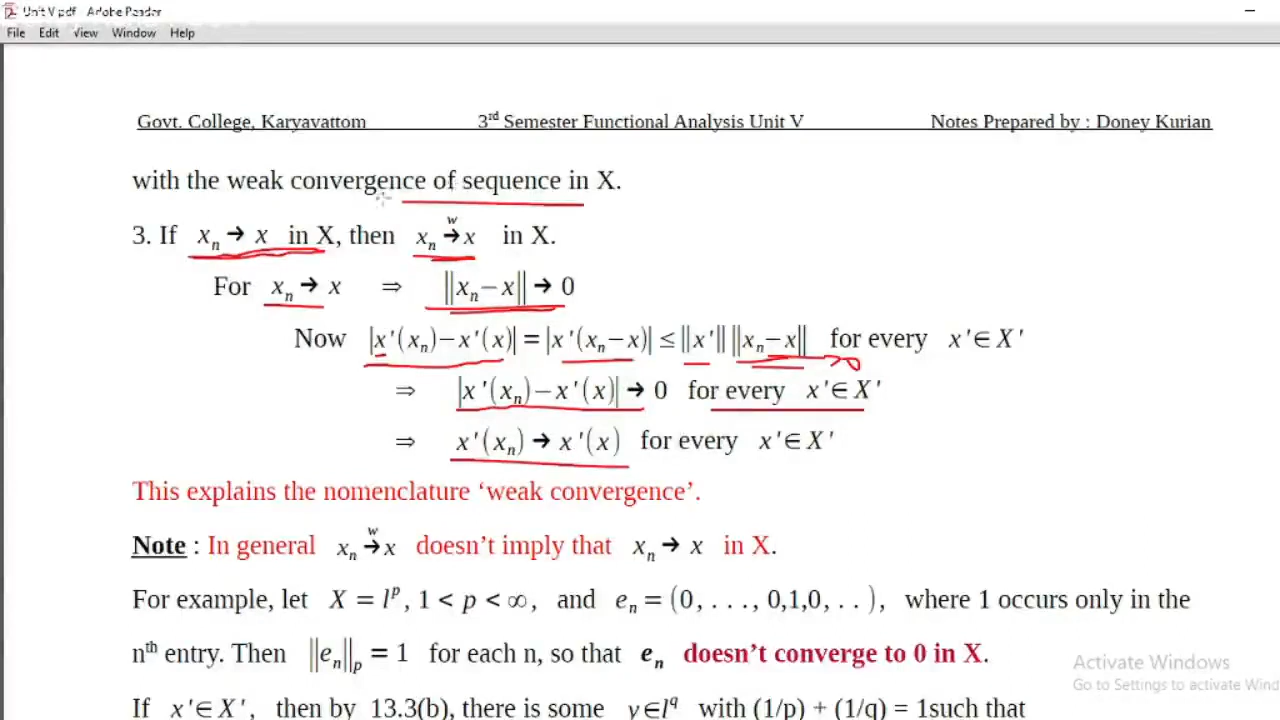 Unit V.pdf - Adobe Reader
File Edit View Window Help
Govt. College, Karyavattom 3rd Semester Functional Analysis Unit V Notes Prepared by : Doney Kurian
with the weak convergence of sequence in X.
3. If xₙ → x in X, then xₙ →ʷ x in X.
For xₙ → x ⇒ ‖xₙ−x‖ → 0
Now |x'(xₙ)−x'(x)| = |x'(xₙ−x)| ≤ ‖x'‖ ‖xₙ−x‖ for every x'∈ X'
⇒ |x'(xₙ)−x'(x)| → 0 for every x'∈ X'
⇒ x'(xₙ) → x'(x) for every x'∈ X'
This explains the nomenclature ‘weak convergence’.
Note : In general xₙ →ʷ x doesn’t imply that xₙ → x in X.
For example, let X = lᵖ, 1 < p < ∞, and eₙ = (0, . . ., 0,1,0, . . ), where 1 occurs only in the
nth entry. Then ‖eₙ‖ₚ = 1 for each n, so that eₙ doesn’t converge to 0 in X.
If x'∈ X', then by 13.3(b), there is some y∈l^q with (1/p) + (1/q) = 1such that
Activate Windows
Go to Settings to activate Wind